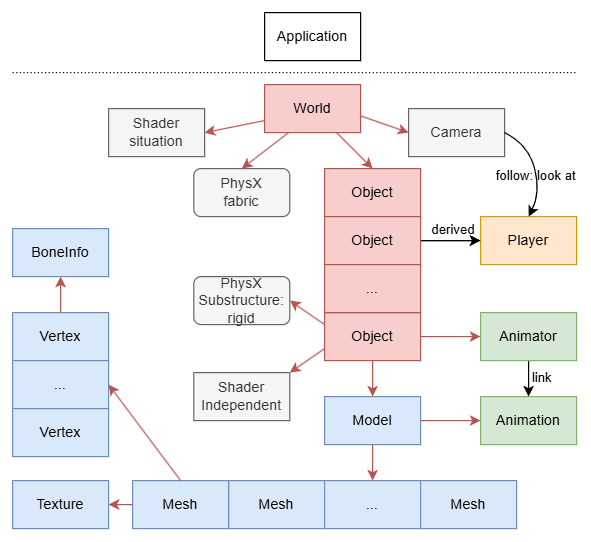 Application
World
Shader
situation
Camera
PhysX
fabric
Object
follow: look at
Object
derived
Player
BoneInfo
...
PhysX
Substructure:
rigid
Vertex
Object
Animator
...
Shader
Independent
link
Vertex
Model
Animation
Texture
Mesh
Mesh
...
Mesh